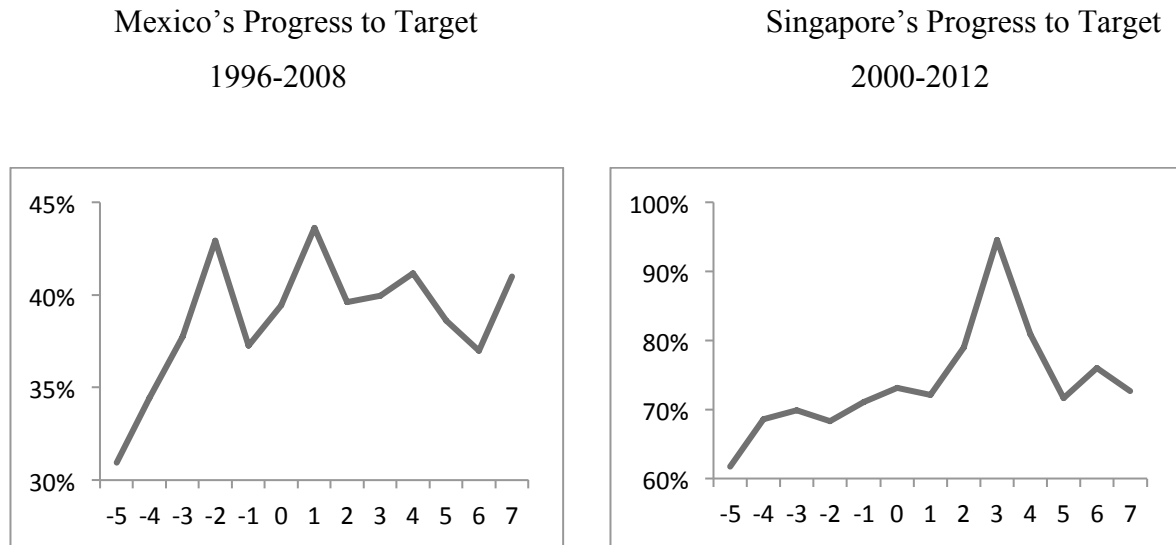 Mexico’s Progress to Target
1996-2008
45%
40%
35%
30%
-5 -4 -3 -2 -1 0 1 2 3 4 5 6 7
Singapore’s Progress to Target
2000-2012
100%
90%
80%
70%
60%
-5 -4 -3 -2 -1 0 1 2 3 4 5 6 7